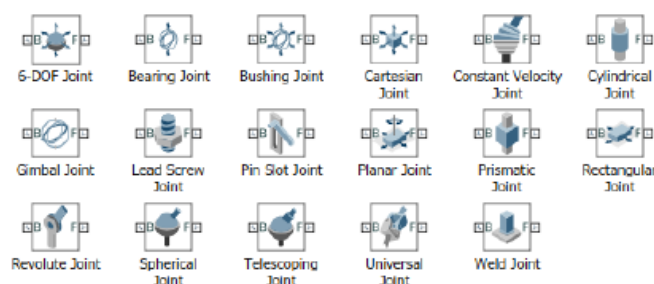 B F B F B F B F B F B F
6-DOF Joint Bearing Joint Bushing Joint Cartesian Constant Velocity Cylindrical
Joint Joint Joint
B F B F B F B F B F B F
Gimbal Joint Lead Screw Pin Slot Joint Planar Joint Prismatic Rectangular
Joint Joint Joint
B F B F B F B F B F
Revolute Joint Spherical Telescoping Universal Weld Joint
Joint Joint Joint